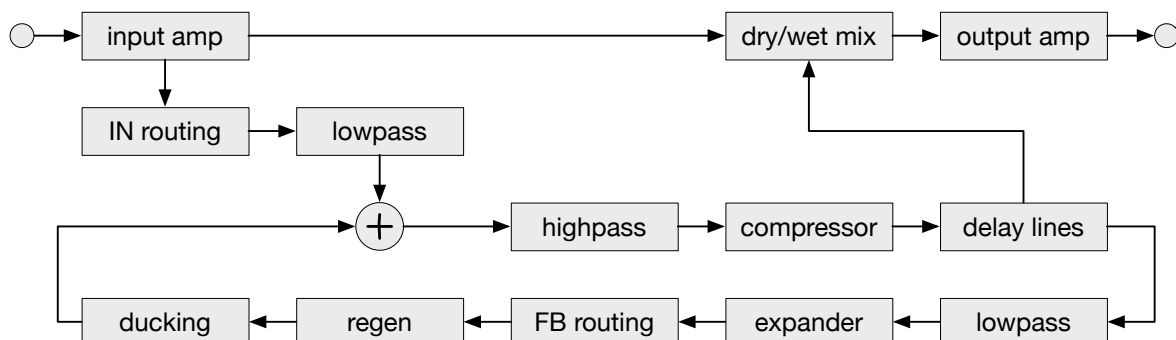 input amp
dry/wet mix
output amp
IN routing
lowpass
+
highpass
compressor
delay lines
ducking
regen
FB routing
expander
lowpass